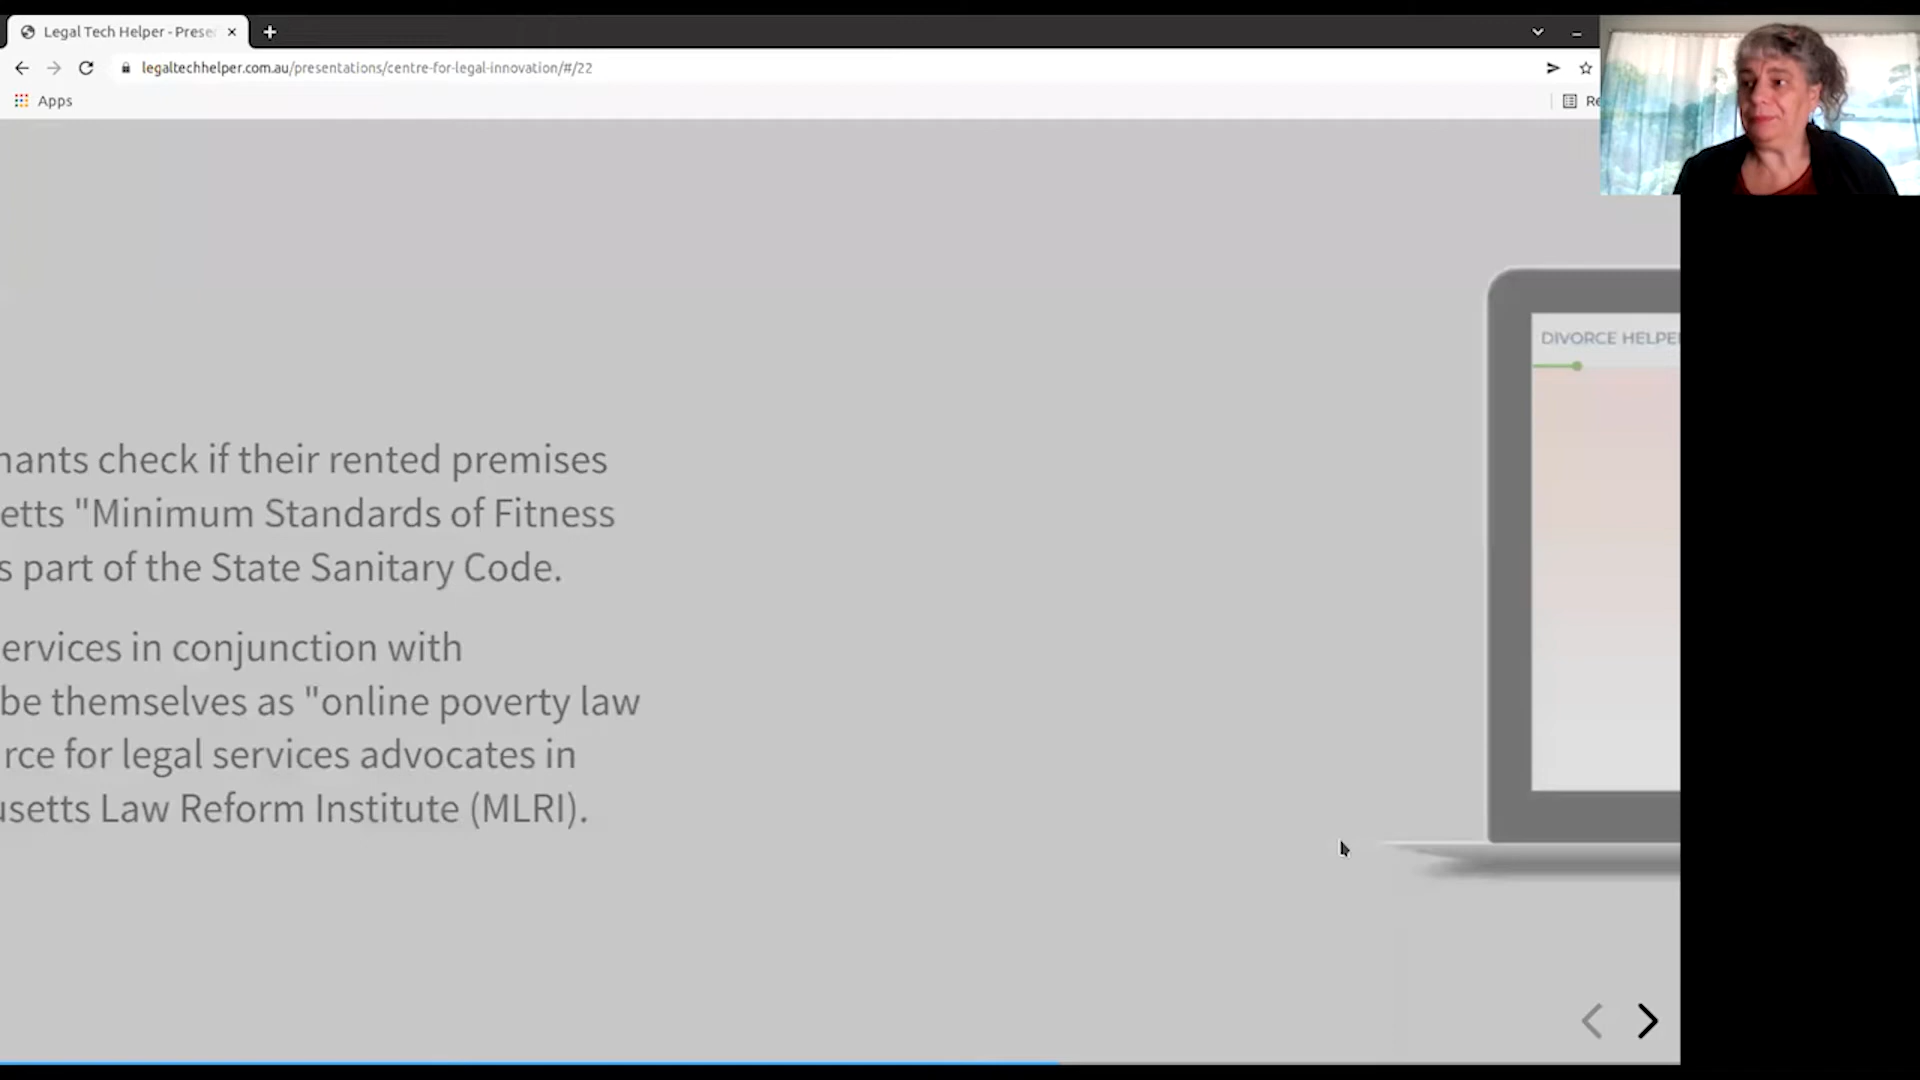 Legal Tech Helper - Prese
legaltechhelper.com.au/presentations/centre-for-legal-innovation/#/22
Apps
Re
nants check if their rented premises
etts "Minimum Standards of Fitness
s part of the State Sanitary Code.
ervices in conjunction with
be themselves as "online poverty law
rce for legal services advocates in
usetts Law Reform Institute (MLRI).
DIVORCE HELPER